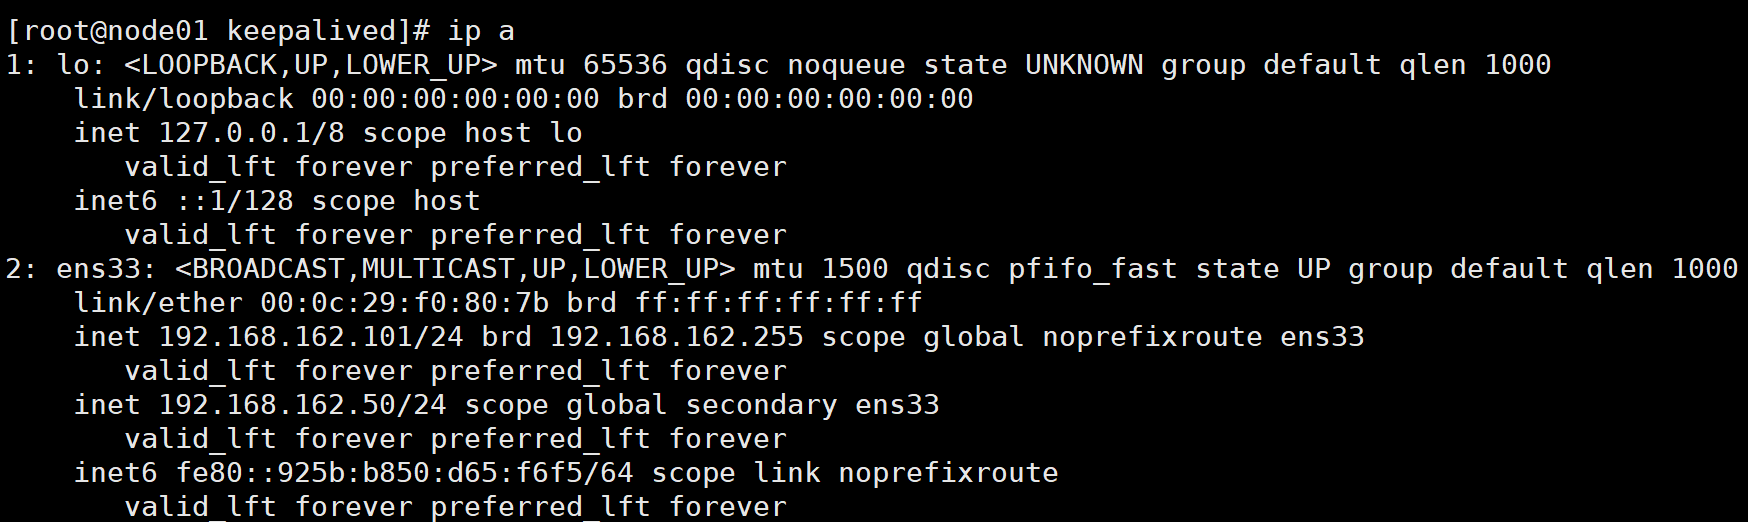 [root@node01 keepalived]# ip a
1: lo: <LOOPBACK,UP,LOWER_UP> mtu 65536 qdisc noqueue state UNKNOWN group default qlen 1000
    link/loopback 00:00:00:00:00:00 brd 00:00:00:00:00:00
    inet 127.0.0.1/8 scope host lo
       valid_lft forever preferred_lft forever
    inet6 ::1/128 scope host
       valid_lft forever preferred_lft forever
2: ens33: <BROADCAST,MULTICAST,UP,LOWER_UP> mtu 1500 qdisc pfifo_fast state UP group default qlen 1000
    link/ether 00:0c:29:f0:80:7b brd ff:ff:ff:ff:ff:ff
    inet 192.168.162.101/24 brd 192.168.162.255 scope global noprefixroute ens33
       valid_lft forever preferred_lft forever
    inet 192.168.162.50/24 scope global secondary ens33
       valid_lft forever preferred_lft forever
    inet6 fe80::925b:b850:d65:f6f5/64 scope link noprefixroute
       valid_lft forever preferred_lft forever